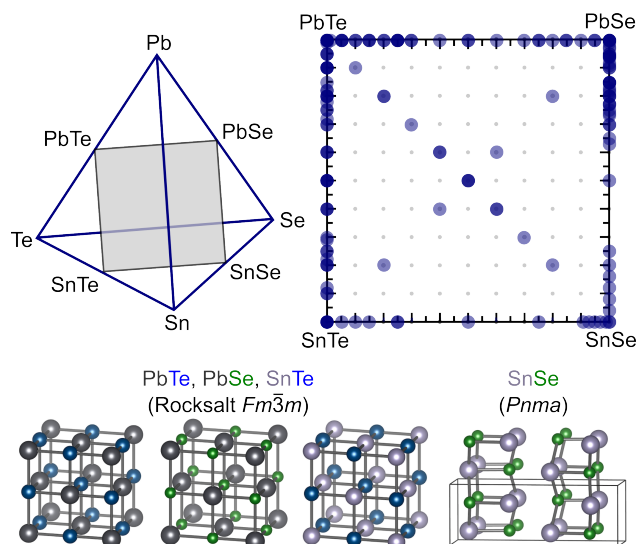 Pb
PbTe
PbSe
Te
Se
SnTe
SnSe
Sn
PbTe
PbSe
SnTe
SnSe
PbTe, PbSe, SnTe
(Rocksalt Fm3̅m)
SnSe
(Pnma)